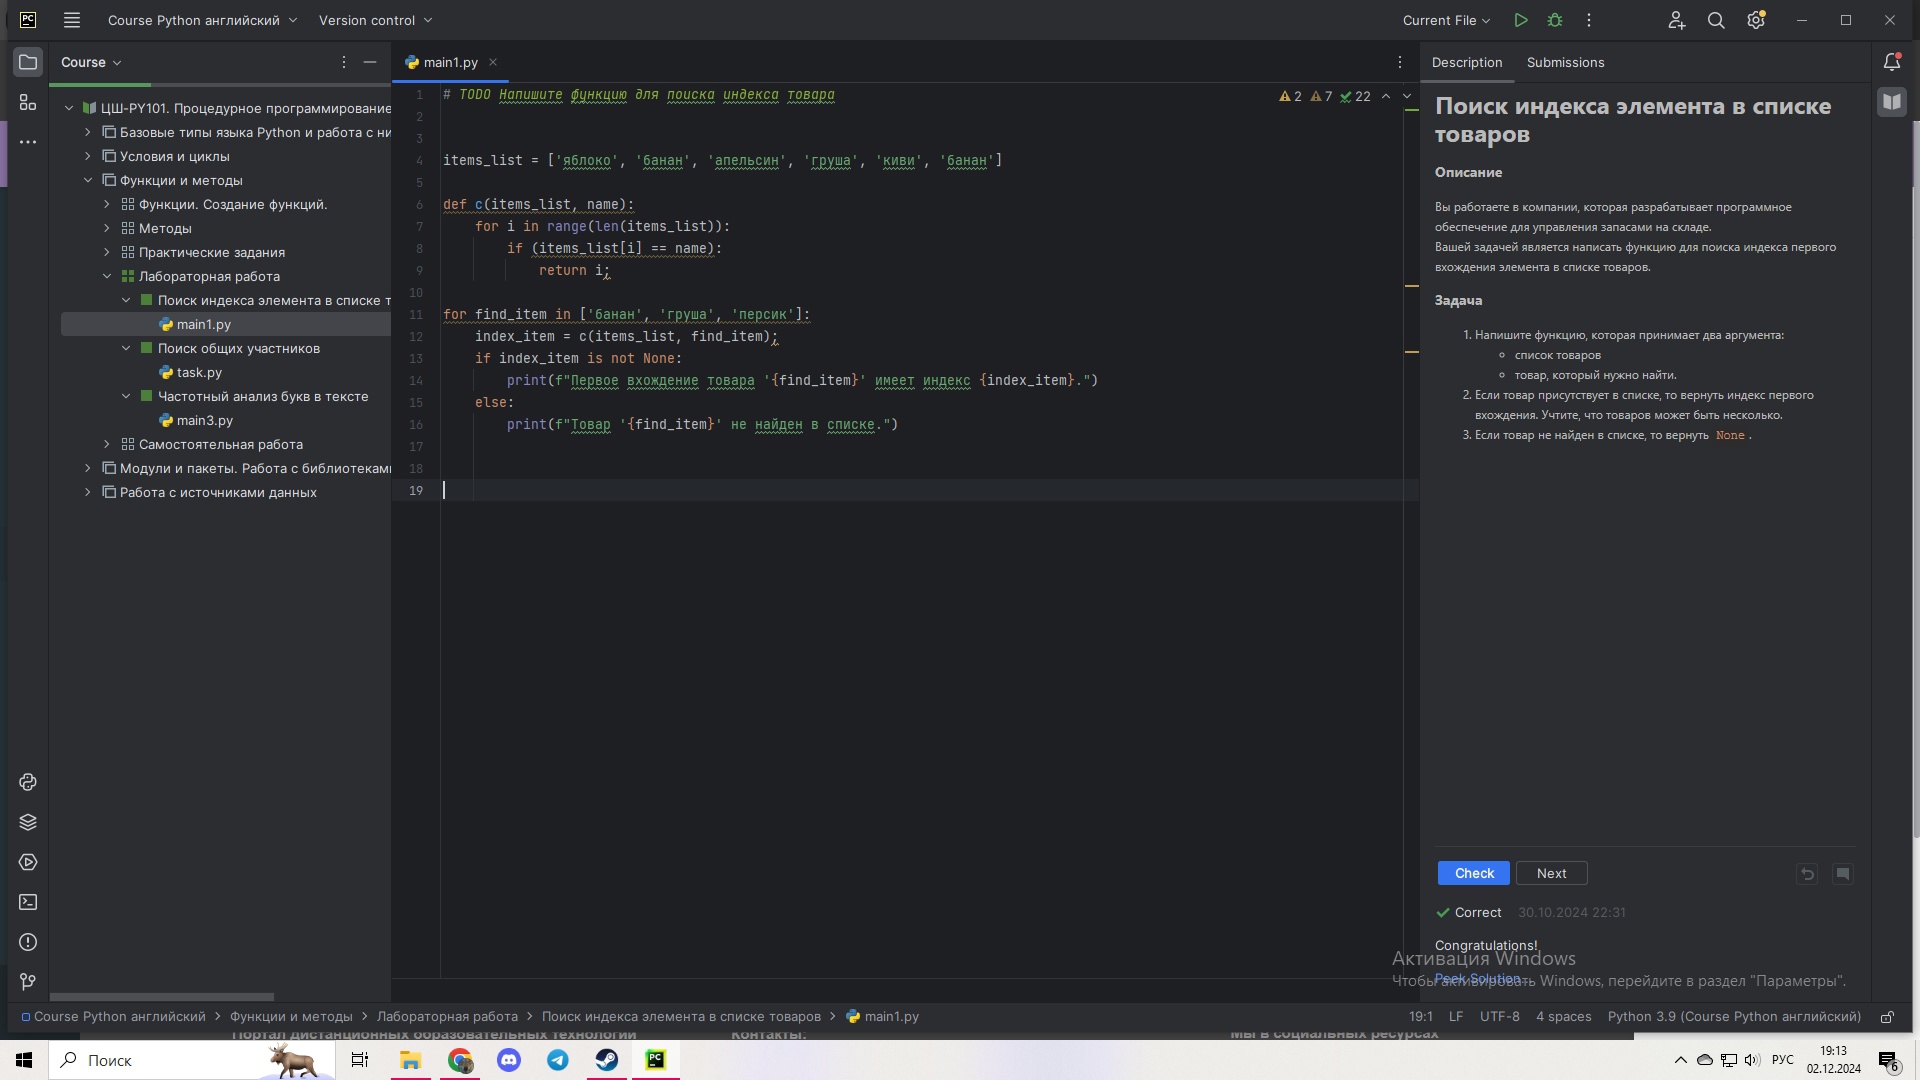 Course Python английский
Version control
Current File
Course
main1.py
Description
Submissions
ЦШ-PY101. Процедурное программирование
Базовые типы языка Python и работа с ни
Условия и циклы
Функции и методы
Функции. Создание функций.
Методы
Практические задания
Лабораторная работа
Поиск индекса элемента в списке т
main1.py
Поиск общих участников
task.py
Частотный анализ букв в тексте
main3.py
Самостоятельная работа
Модули и пакеты. Работа с библиотеками
Работа с источниками данных
2 7 22
1 # TODO Напишите функцию для поиска индекса товара
2
3
4 items_list = ['яблоко', 'банан', 'апельсин', 'груша', 'киви', 'банан']
5
6 def c(items_list, name):
7 for i in range(len(items_list)):
8 if (items_list[i] == name):
9 return i;
10
11 for find_item in ['банан', 'груша', 'персик']:
12 index_item = c(items_list, find_item);
13 if index_item is not None:
14 print(f"Первое вхождение товара '{find_item}' имеет индекс {index_item}.")
15 else:
16 print(f"Товар '{find_item}' не найден в списке.")
17
18
19
Поиск индекса элемента в списке
товаров
Описание
Вы работаете в компании, которая разрабатывает программное
обеспечение для управления запасами на складе.
Вашей задачей является написать функцию для поиска индекса первого
вхождения элемента в списке товаров.
Задача
1. Напишите функцию, которая принимает два аргумента:
список товаров
товар, который нужно найти.
2. Если товар присутствует в списке, то вернуть индекс первого
вхождения. Учтите, что товаров может быть несколько.
3. Если товар не найден в списке, то вернуть None .
Check
Next
Correct 30.10.2024 22:31
Congratulations!
Peek Solution...
Активация Windows
Чтобы активировать Windows, перейдите в раздел "Параметры".
Course Python английский > Функции и методы > Лабораторная работа > Поиск индекса элемента в списке товаров > main1.py
19:1 LF UTF-8 4 spaces Python 3.9 (Course Python английский)
Портал дистанционных образовательных технологий
Контакты:
Мы в социальных ресурсах
Поиск
РУС
19:13
02.12.2024
6